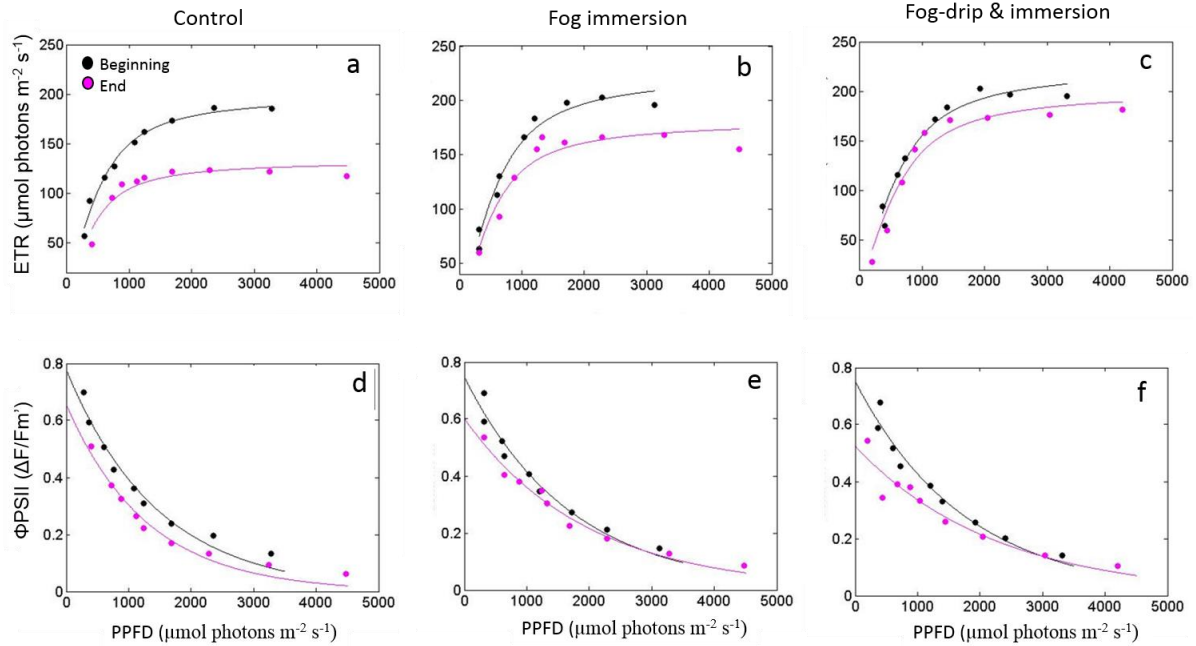 Control
Fog immersion
Fog-drip & immersion
ETR (μmol photons m⁻² s⁻¹)
250
200
150
100
50
0 1000 2000 3000 4000 5000
a
Beginning
End
250
200
150
100
50
0 1000 2000 3000 4000 5000
b
250
200
150
100
50
0 1000 2000 3000 4000 5000
c
ΦPSII (ΔF/Fm')
0.8
0.6
0.4
0.2
0
0 1000 2000 3000 4000 5000
d
PPFD (μmol photons m⁻² s⁻¹)
0.8
0.6
0.4
0.2
0
0 1000 2000 3000 4000 5000
e
PPFD (μmol photons m⁻² s⁻¹)
0.8
0.6
0.4
0.2
0
0 1000 2000 3000 4000 5000
f
PPFD (μmol photons m⁻² s⁻¹)